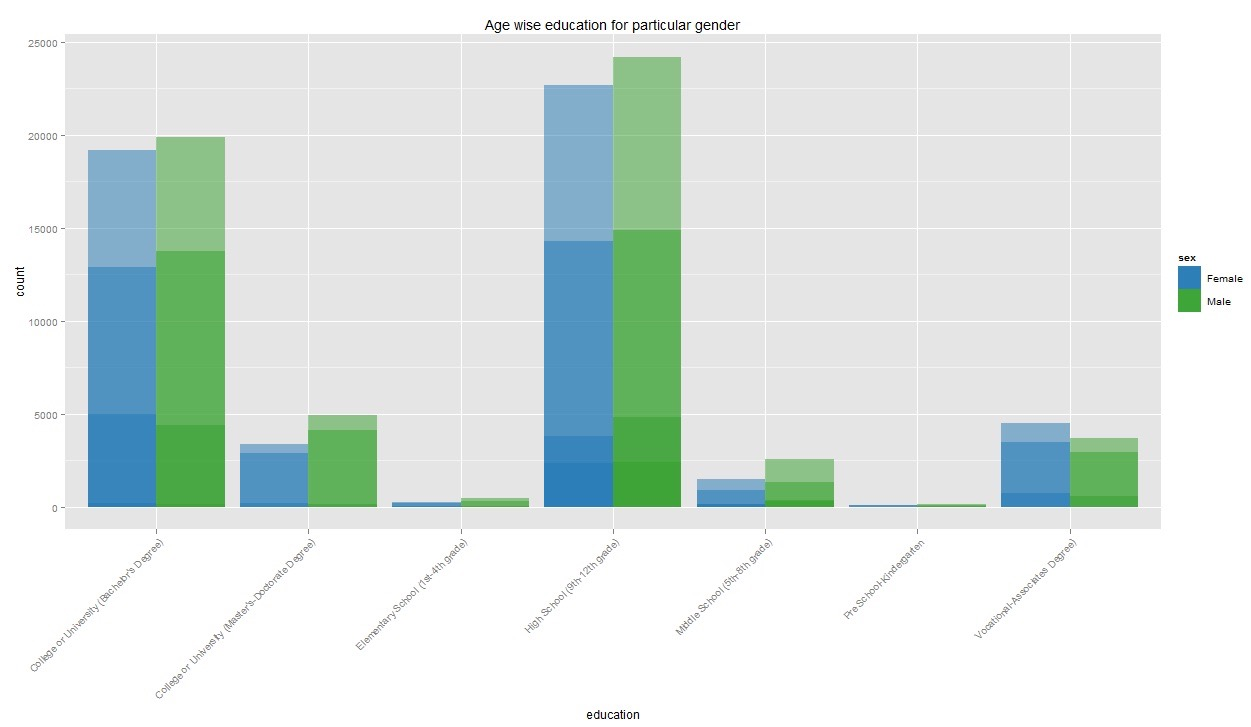 Age wise education for particular gender
25000
20000
15000
10000
5000
0
count
College or University (Bachelor's Degree)
College or University (Master's-Doctorate Degree)
Elementary School (1st-4th grade)
High School (9th-12th grade)
Middle School (5th-8th grade)
Pre School-Kindergarten
Vocational-Associates Degree)
education
sex
Female
Male